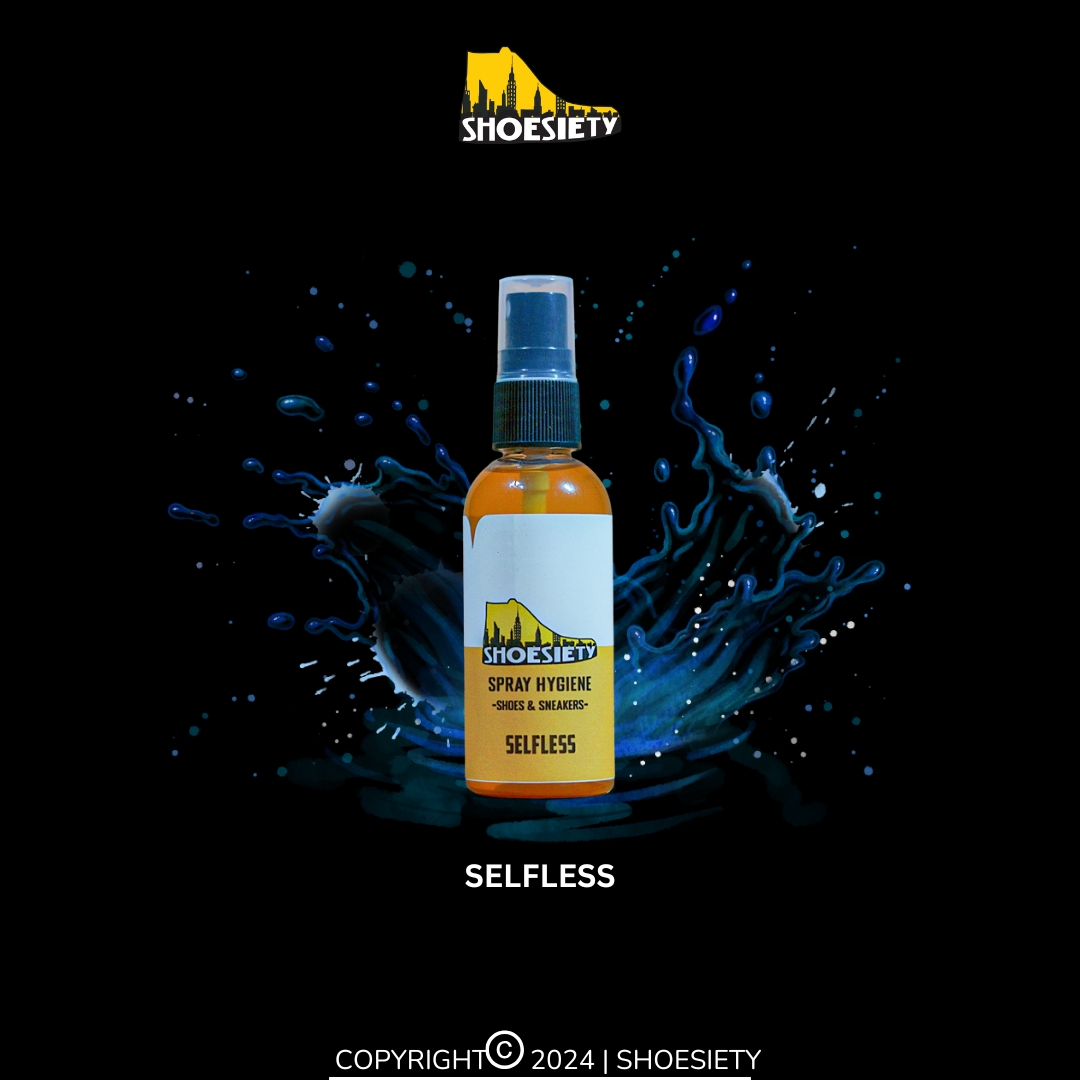 SHOESIETY
SHOESIETY
SPRAY HYGIENE
-SHOES & SNEAKERS-
SELFLESS
SELFLESS
COPYRIGHT © 2024 | SHOESIETY